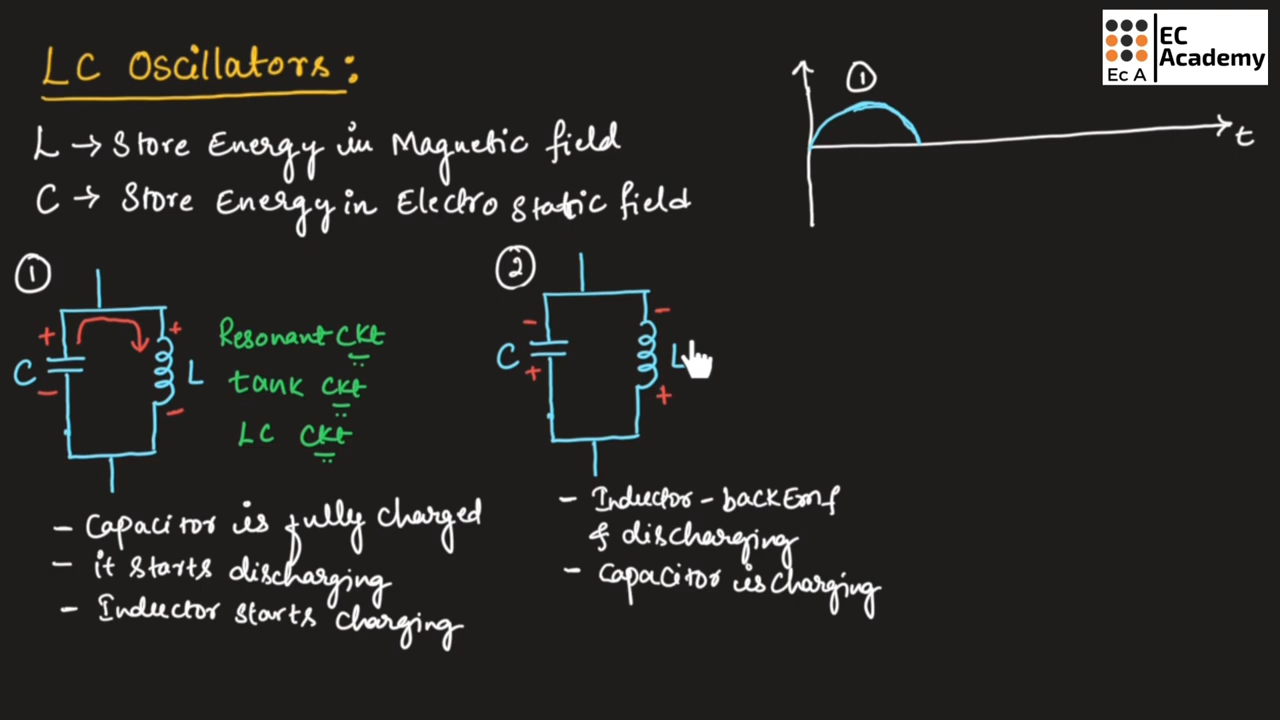 LC Oscillators:
L → Store Energy in Magnetic field
C → Store Energy in Electro static field
EC
Academy
Ec A
1
t
1
+ +
C L
- -
Resonant Ckt
tank Ckt
LC Ckt
2
- -
C L
+ +
- Capacitor is fully charged
- it starts discharging
- Inductor starts charging
- Inductor - back Emf
& discharging
- Capacitor is charging